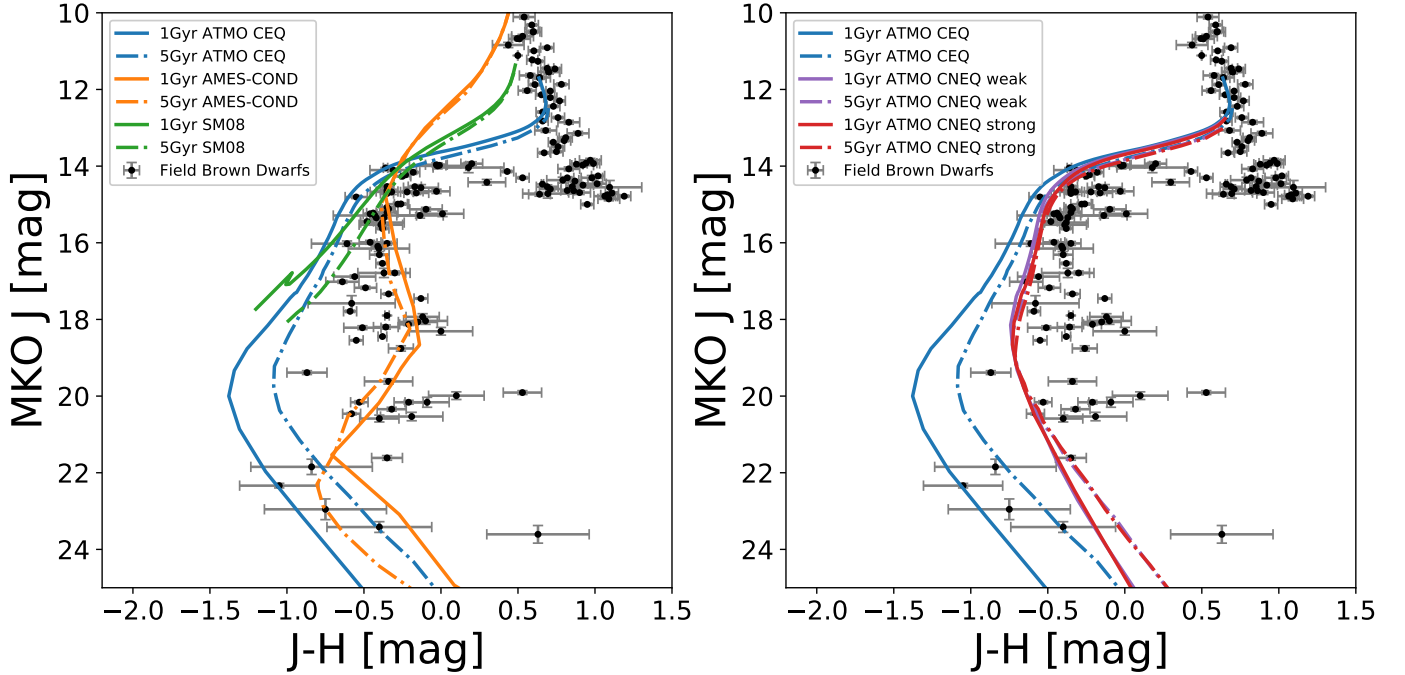 10
12
14
16
18
20
22
24
MKO J [mag]
1Gyr ATMO CEQ
5Gyr ATMO CEQ
1Gyr AMES-COND
5Gyr AMES-COND
1Gyr SM08
5Gyr SM08
Field Brown Dwarfs
−2.0 −1.5 −1.0 −0.5 0.0 0.5 1.0 1.5
J-H [mag]
10
12
14
16
18
20
22
24
MKO J [mag]
1Gyr ATMO CEQ
5Gyr ATMO CEQ
1Gyr ATMO CNEQ weak
5Gyr ATMO CNEQ weak
1Gyr ATMO CNEQ strong
5Gyr ATMO CNEQ strong
Field Brown Dwarfs
−2.0 −1.5 −1.0 −0.5 0.0 0.5 1.0 1.5
J-H [mag]